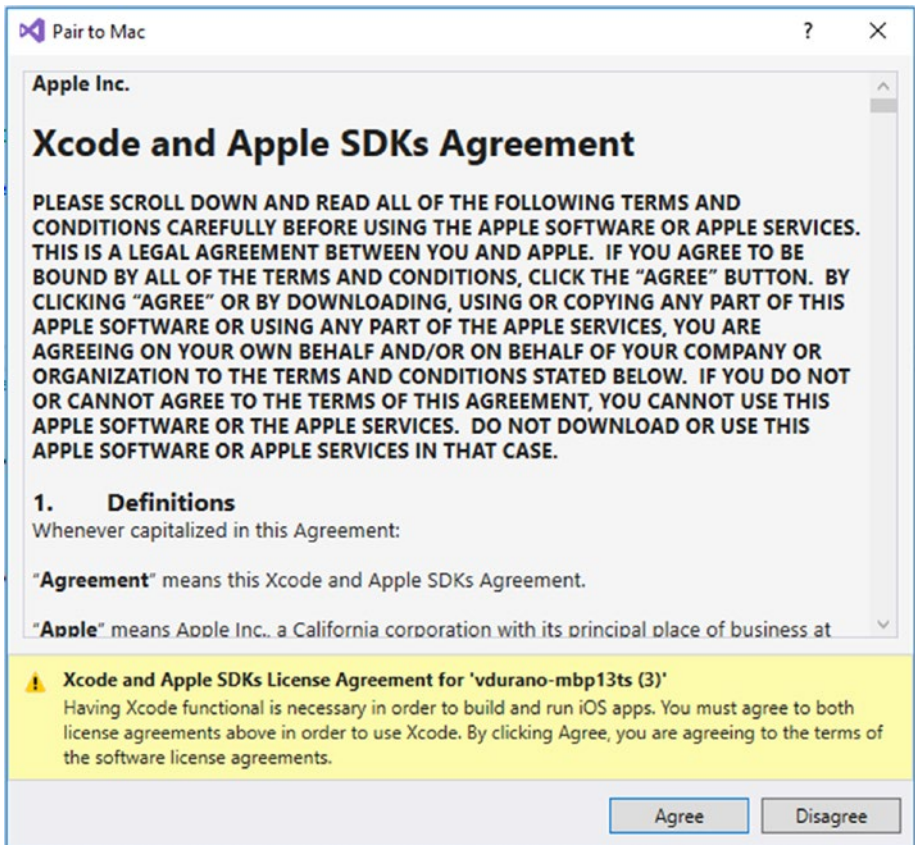 Pair to Mac
Apple Inc.
Xcode and Apple SDKs Agreement
PLEASE SCROLL DOWN AND READ ALL OF THE FOLLOWING TERMS AND
CONDITIONS CAREFULLY BEFORE USING THE APPLE SOFTWARE OR APPLE SERVICES.
THIS IS A LEGAL AGREEMENT BETWEEN YOU AND APPLE. IF YOU AGREE TO BE
BOUND BY ALL OF THE TERMS AND CONDITIONS, CLICK THE “AGREE” BUTTON. BY
CLICKING “AGREE” OR BY DOWNLOADING, USING OR COPYING ANY PART OF THIS
APPLE SOFTWARE OR USING ANY PART OF THE APPLE SERVICES, YOU ARE
AGREEING ON YOUR OWN BEHALF AND/OR ON BEHALF OF YOUR COMPANY OR
ORGANIZATION TO THE TERMS AND CONDITIONS STATED BELOW. IF YOU DO NOT
OR CANNOT AGREE TO THE TERMS OF THIS AGREEMENT, YOU CANNOT USE THIS
APPLE SOFTWARE OR THE APPLE SERVICES. DO NOT DOWNLOAD OR USE THIS
APPLE SOFTWARE OR APPLE SERVICES IN THAT CASE.
1. Definitions
Whenever capitalized in this Agreement:
“Agreement” means this Xcode and Apple SDKs Agreement.
“Apple” means Apple Inc., a California corporation with its principal place of business at
Xcode and Apple SDKs License Agreement for 'vdurano-mbp13ts (3)'
Having Xcode functional is necessary in order to build and run iOS apps. You must agree to both
license agreements above in order to use Xcode. By clicking Agree, you are agreeing to the terms of
the software license agreements.
Agree Disagree